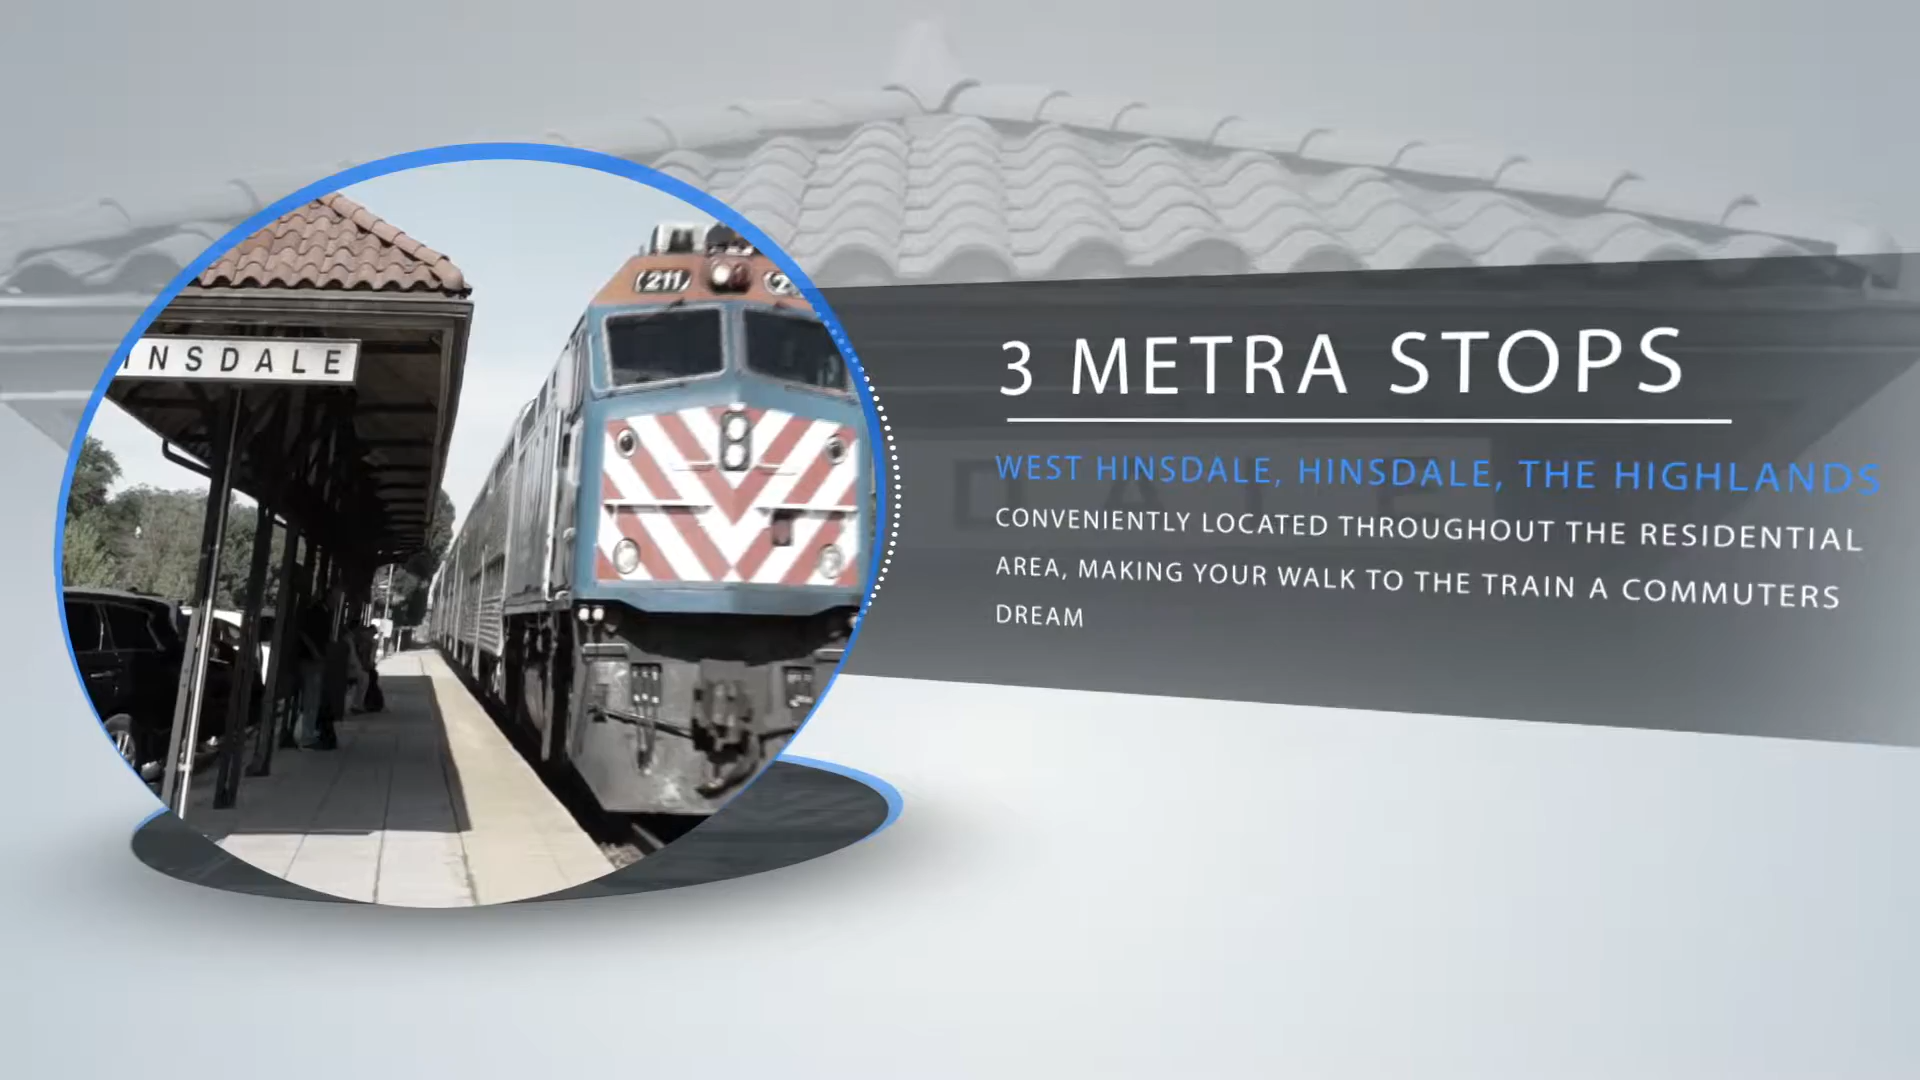 3 METRA STOPS
WEST HINSDALE, HINSDALE, THE HIGHLANDS
CONVENIENTLY LOCATED THROUGHOUT THE RESIDENTIAL
AREA, MAKING YOUR WALK TO THE TRAIN A COMMUTERS
DREAM
INSDALE
211